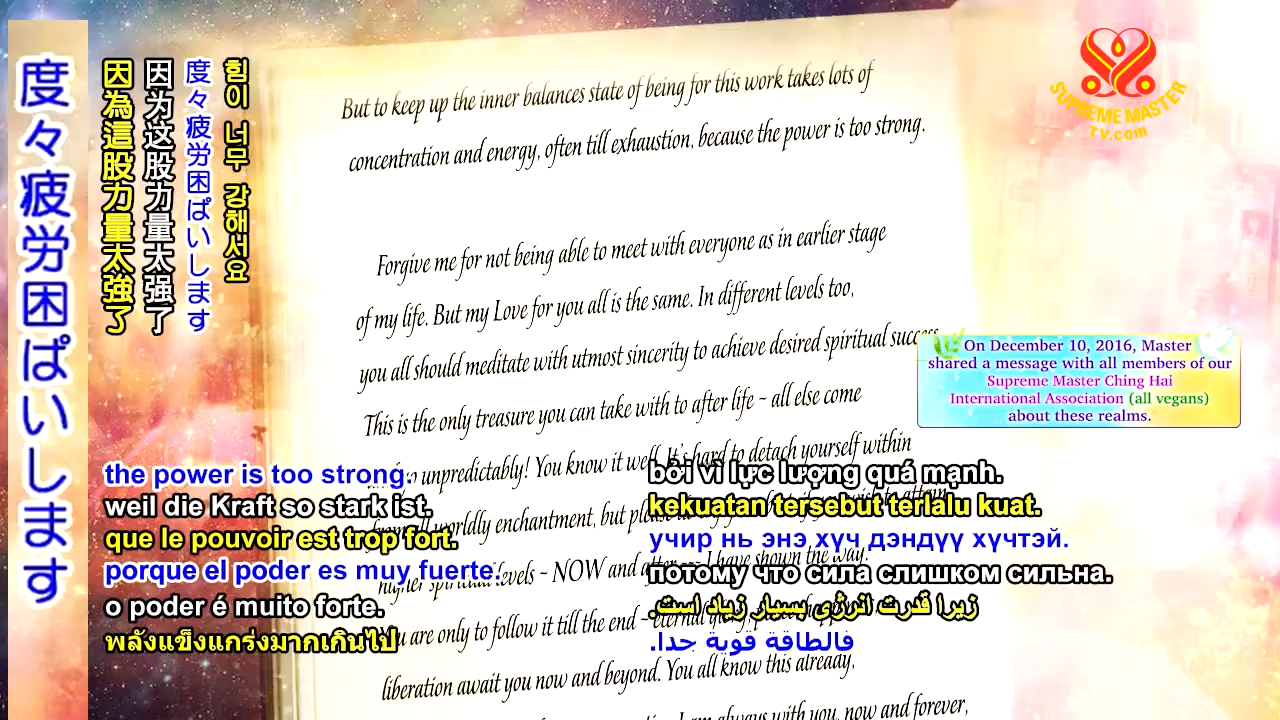 度々疲労困ぱいします
因為這股力量太強了
因为这股力量太强了
度々疲労困ぱいします
힘이 너무 강해서요
But to keep up the inner balances state of being for this work takes lots of
concentration and energy, often till exhaustion, because the power is too strong.
Forgive me for not being able to meet with everyone as in earlier stage
of my life. But my Love for you all is the same. In different levels too,
you all should meditate with utmost sincerity to achieve desired spiritual success
This is the only treasure you can take with to after life ~ all else come
unpredictably! You know it well. It's hard to detach yourself within
all worldly enchantment, but
levels ~ NOW and I have shown the way.
are only to follow it till the end ~ eternal
liberation await you now and beyond. You all know this already,
I am always with you, now and forever,
SUPREME MASTER
TV.com
On December 10, 2016, Master
shared a message with all members of our
Supreme Master Ching Hai
International Association (all vegans)
about these realms.
the power is too strong.
weil die Kraft so stark ist.
que le pouvoir est trop fort.
porque el poder es muy fuerte.
o poder é muito forte.
พลังแข็งแกร่งมากเกินไป
bởi vì lực lượng quá mạnh.
kekuatan tersebut terlalu kuat.
учир нь энэ хүч дэндүү хүчтэй.
потому что сила слишком сильна.
زیرا قدرت انرژی بسیار زیاد است.
فالطاقة قوية جدا.